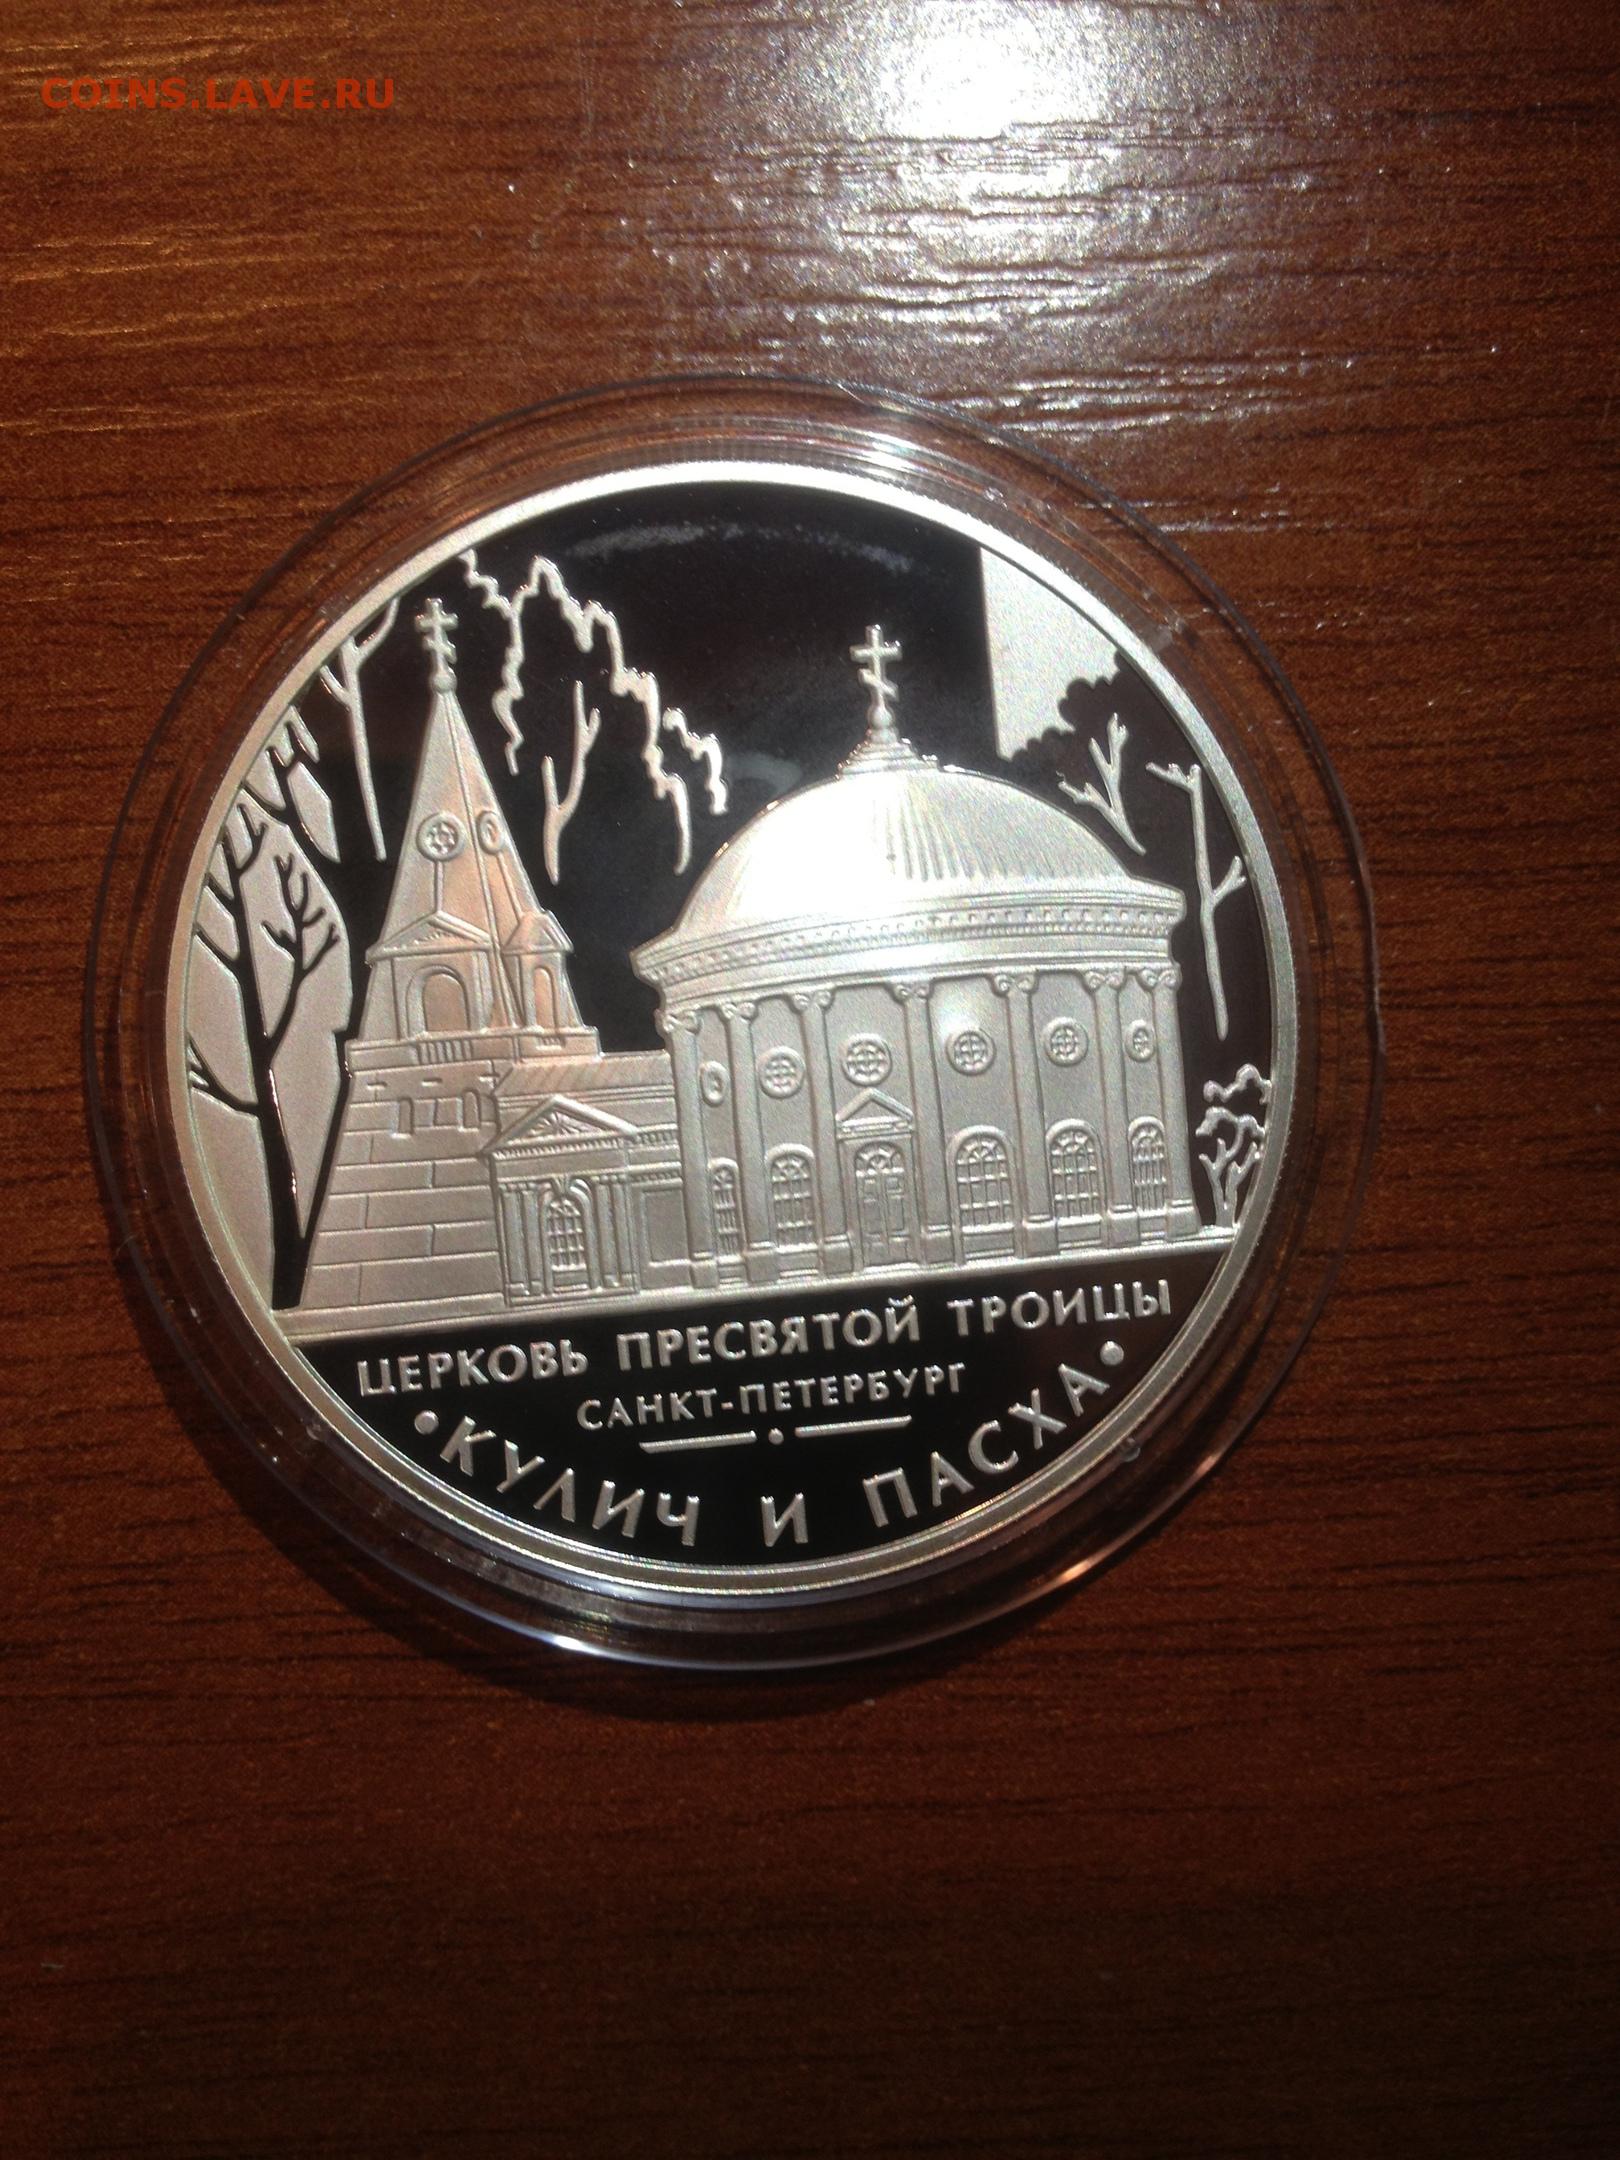 COINS.LAVE.RU
ЦЕРКОВЬ ПРЕСВЯТОЙ ТРОИЦЫ
САНКТ-ПЕТЕРБУРГ
•КУЛИЧ И ПАСХА•